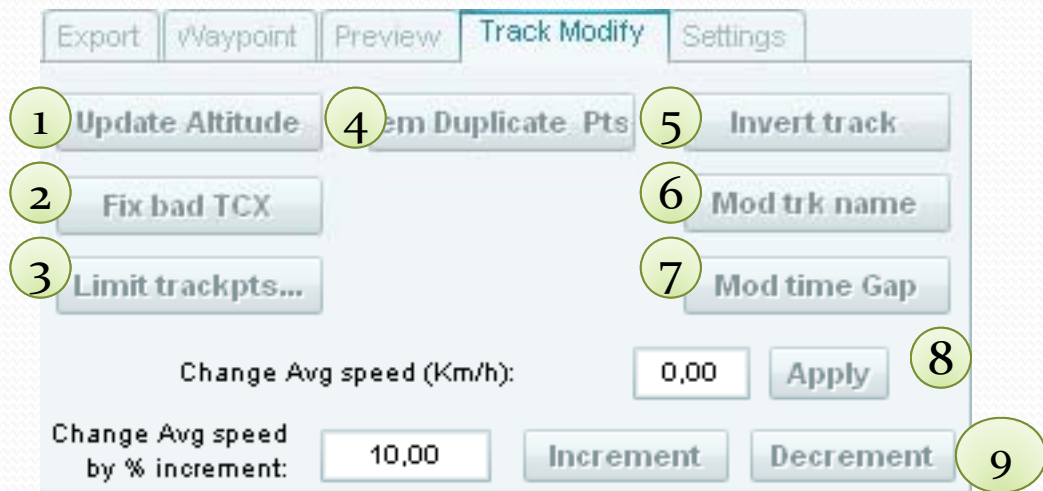 Export Waypoint Preview Track Modify Settings
1 Update Altitude 4 em Duplicate Pts 5 Invert track
2 Fix bad TCX 6 Mod trk name
3 Limit trackpts... 7 Mod time Gap
Change Avg speed (Km/h): 0,00 Apply 8
Change Avg speed
by % increment: 10,00 Increment Decrement 9